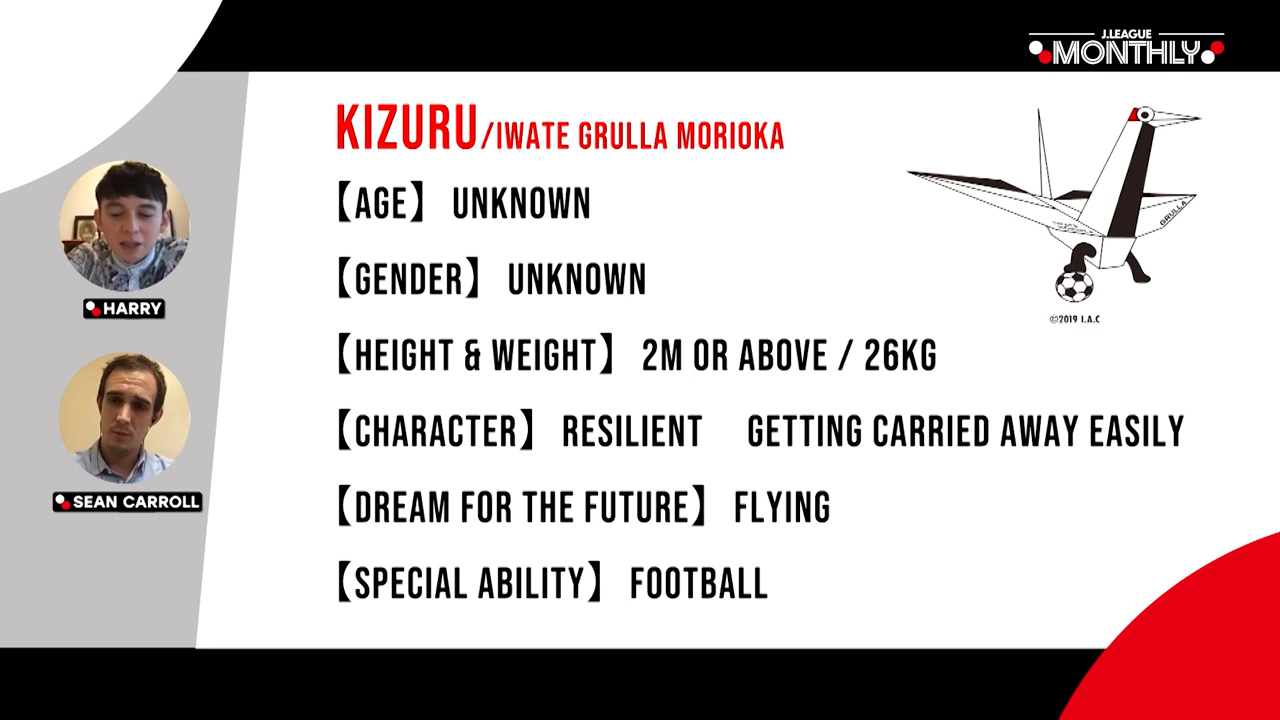 J.LEAGUE
MONTHLY
KIZURU/IWATE GRULLA MORIOKA
【AGE】 UNKNOWN
【GENDER】 UNKNOWN
【HEIGHT & WEIGHT】 2M OR ABOVE / 26KG
【CHARACTER】 RESILIENT GETTING CARRIED AWAY EASILY
【DREAM FOR THE FUTURE】 FLYING
【SPECIAL ABILITY】 FOOTBALL
GRULLA
©2019 I.A.C
HARRY
SEAN CARROLL